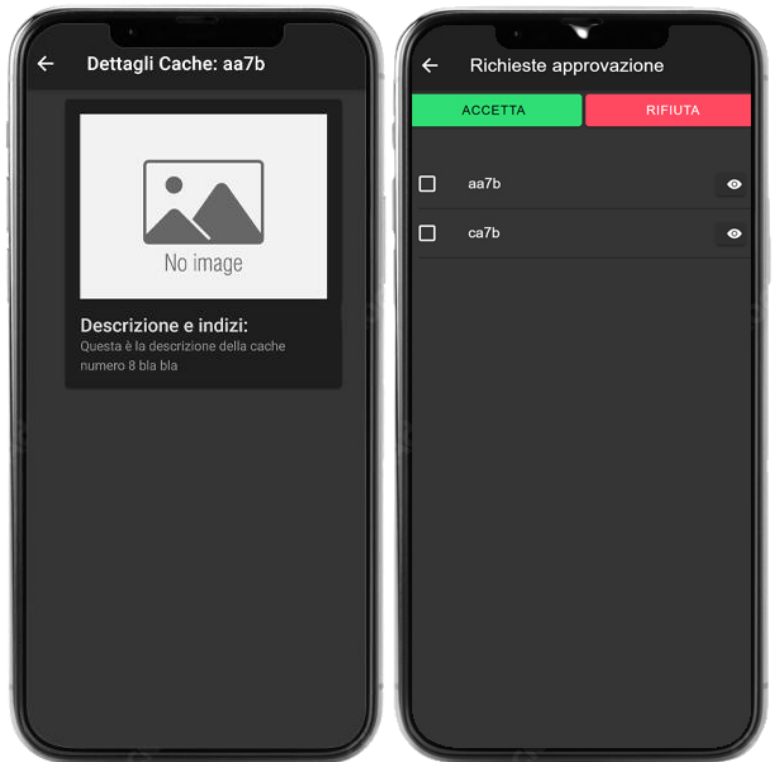 Dettagli Cache: aa7b
No image
Descrizione e indizi:
Questa è la descrizione della cache
numero 8 bla bla
Richieste approvazione
ACCETTA RIFIUTA
aa7b
ca7b